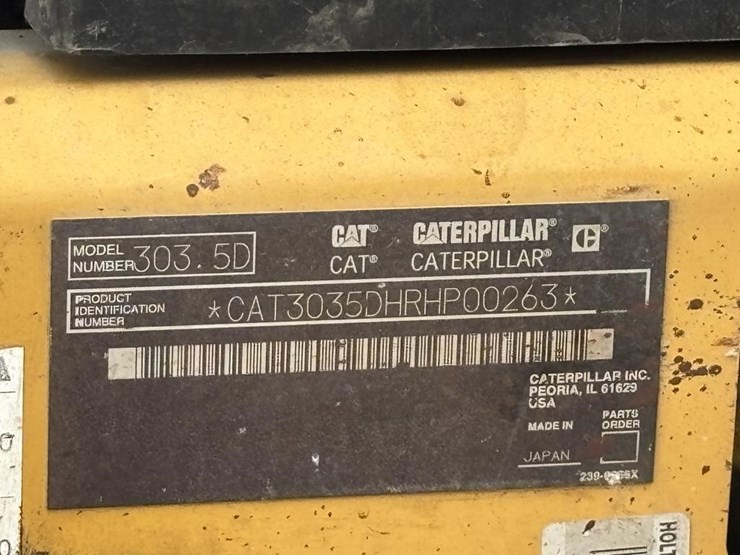 CAT® CATERPILLAR® C®
MODEL NUMBER 303.5D
CAT® CATERPILLAR®
PRODUCT IDENTIFICATION NUMBER
*CAT3035DHRHP00263*
CATERPILLAR INC.
PEORIA, IL 61629
USA
MADE IN
PARTS ORDER
JAPAN
HOL